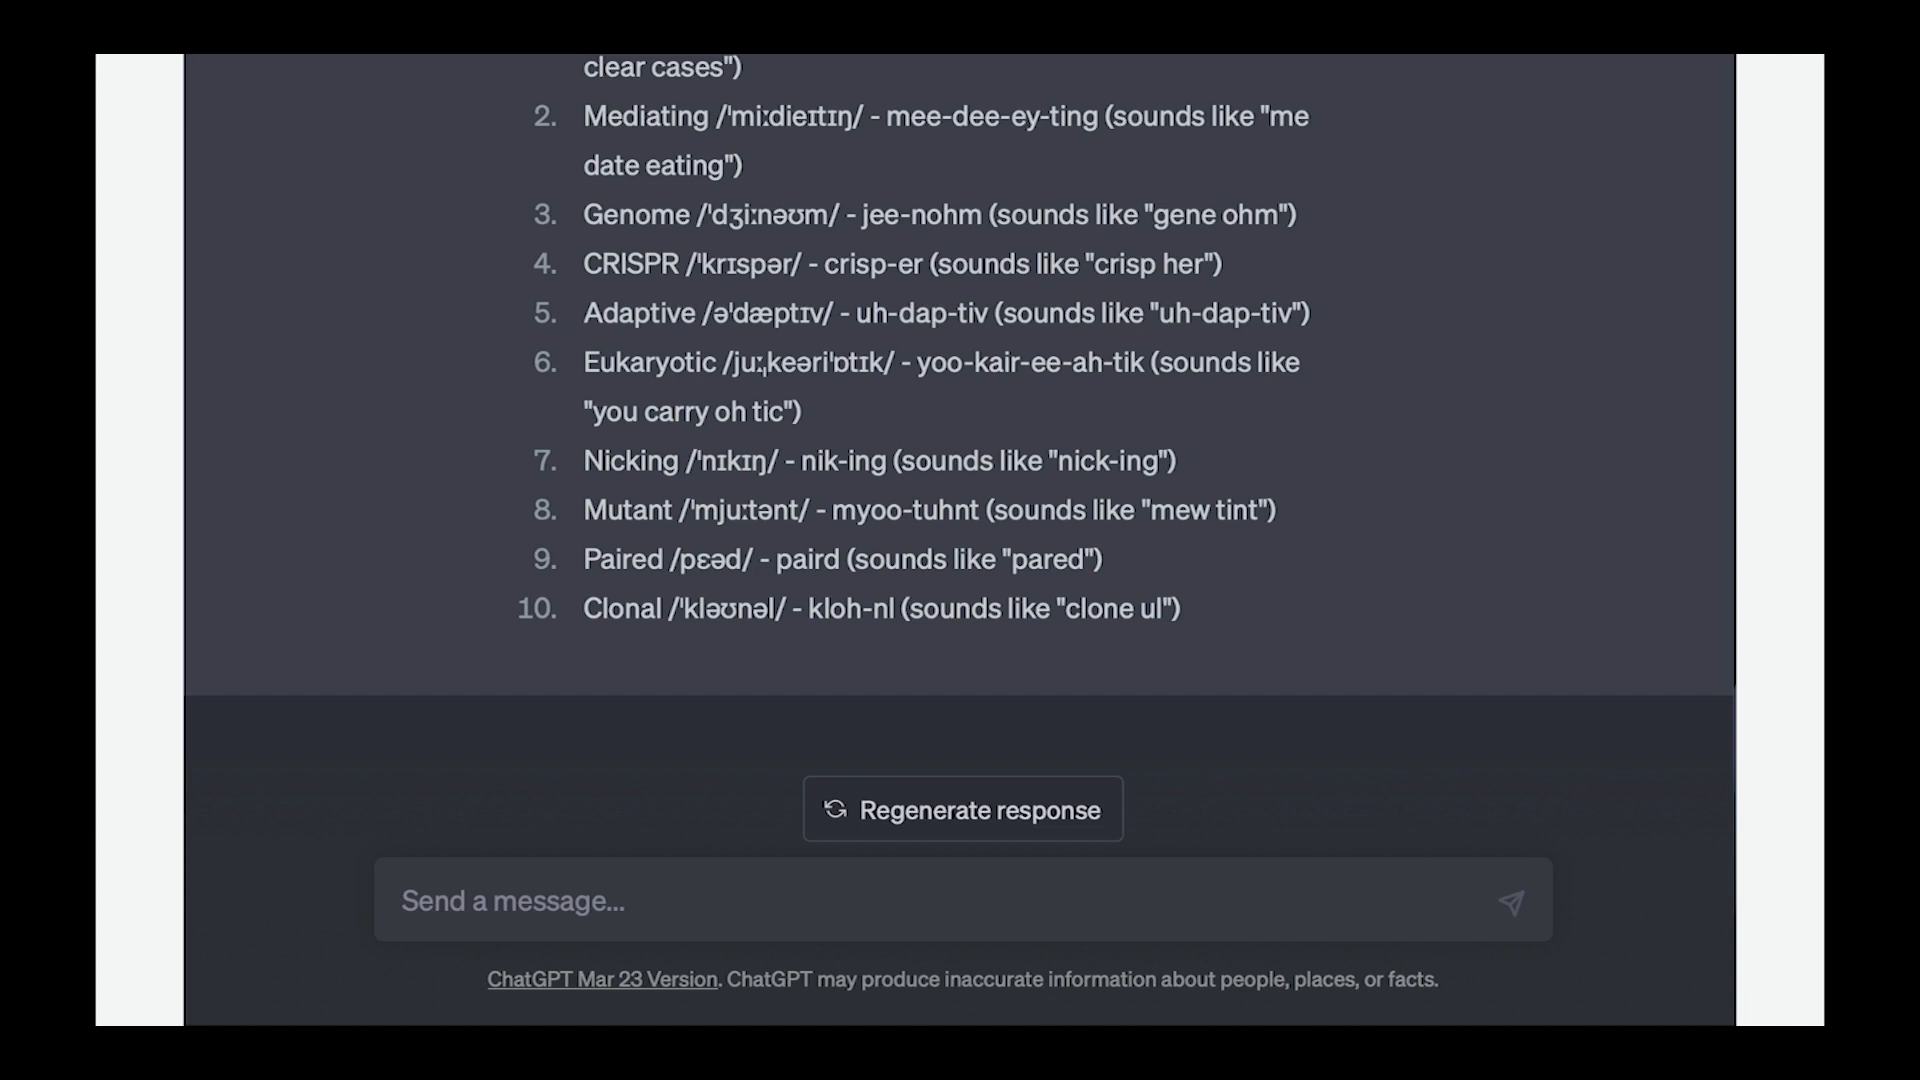 clear cases")
2. Mediating /ˈmiːdieɪtɪŋ/ - mee-dee-ey-ting (sounds like "me
date eating")
3. Genome /ˈdʒiːnəʊm/ - jee-nohm (sounds like "gene ohm")
4. CRISPR /ˈkrɪspər/ - crisp-er (sounds like "crisp her")
5. Adaptive /əˈdæptɪv/ - uh-dap-tiv (sounds like "uh-dap-tiv")
6. Eukaryotic /juːˌkeəriˈɒtɪk/ - yoo-kair-ee-ah-tik (sounds like
"you carry oh tic")
7. Nicking /ˈnɪkɪŋ/ - nik-ing (sounds like "nick-ing")
8. Mutant /ˈmjuːtənt/ - myoo-tuhnt (sounds like "mew tint")
9. Paired /pɛəd/ - paird (sounds like "pared")
10. Clonal /ˈkləʊnəl/ - kloh-nl (sounds like "clone ul")
Regenerate response
Send a message...
ChatGPT Mar 23 Version. ChatGPT may produce inaccurate information about people, places, or facts.